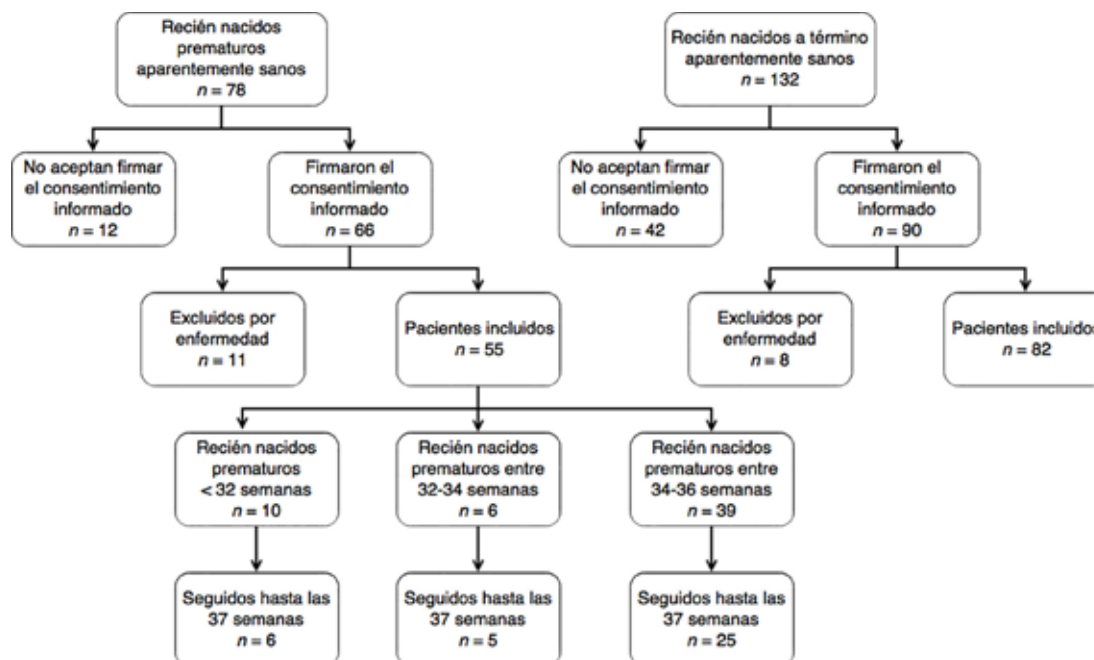 Recién nacidos
prematuros
aparentemente sanos
n = 78
Recién nacidos a término
aparentemente sanos
n = 132
No aceptan firmar
el consentimiento
informado
n = 12
Firmaron el
consentimiento
informado
n = 66
No aceptan firmar
el consentimiento
informado
n = 42
Firmaron el
consentimiento
informado
n = 90
Excluidos por
enfermedad
n = 11
Pacientes incluidos
n = 55
Excluidos por
enfermedad
n = 8
Pacientes incluidos
n = 82
Recién nacidos
prematuros
< 32 semanas
n = 10
Recién nacidos
prematuros entre
32-34 semanas
n = 6
Recién nacidos
prematuros entre
34-36 semanas
n = 39
Seguidos hasta las
37 semanas
n = 6
Seguidos hasta las
37 semanas
n = 5
Seguidos hasta las
37 semanas
n = 25